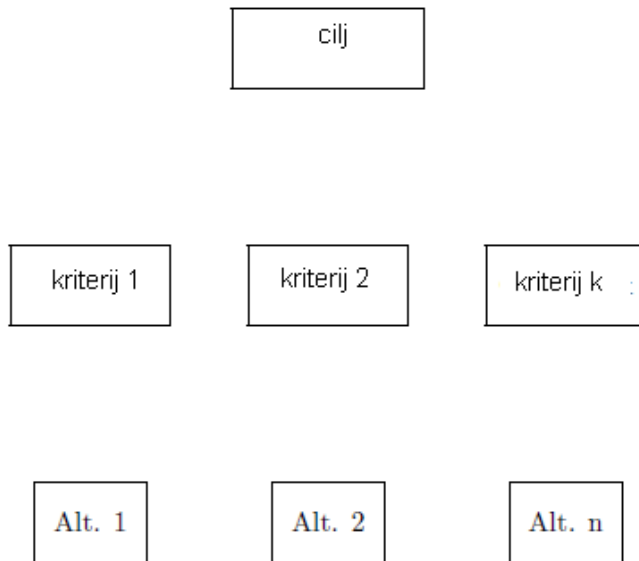 cilj
kriterij 1
kriterij 2
kriterij k
Alt. 1
Alt. 2
Alt. n